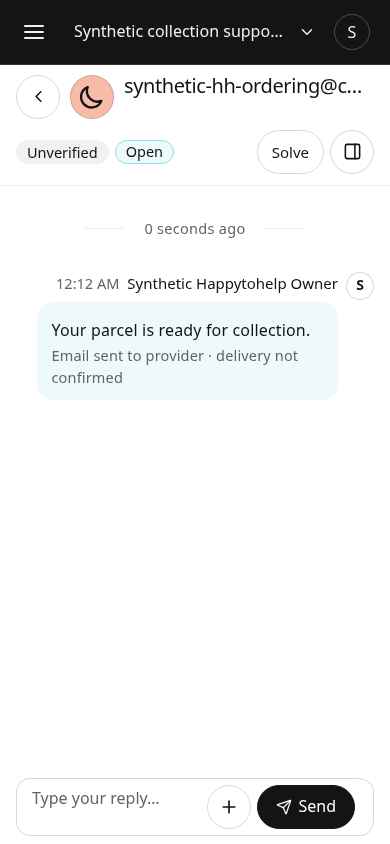 Synthetic collection suppo...
S
synthetic-hh-ordering@c...
Unverified
Open
Solve
0 seconds ago
12:12 AM Synthetic Happytohelp Owner
S
Your parcel is ready for collection.
Email sent to provider · delivery not
confirmed
Type your reply...
Send